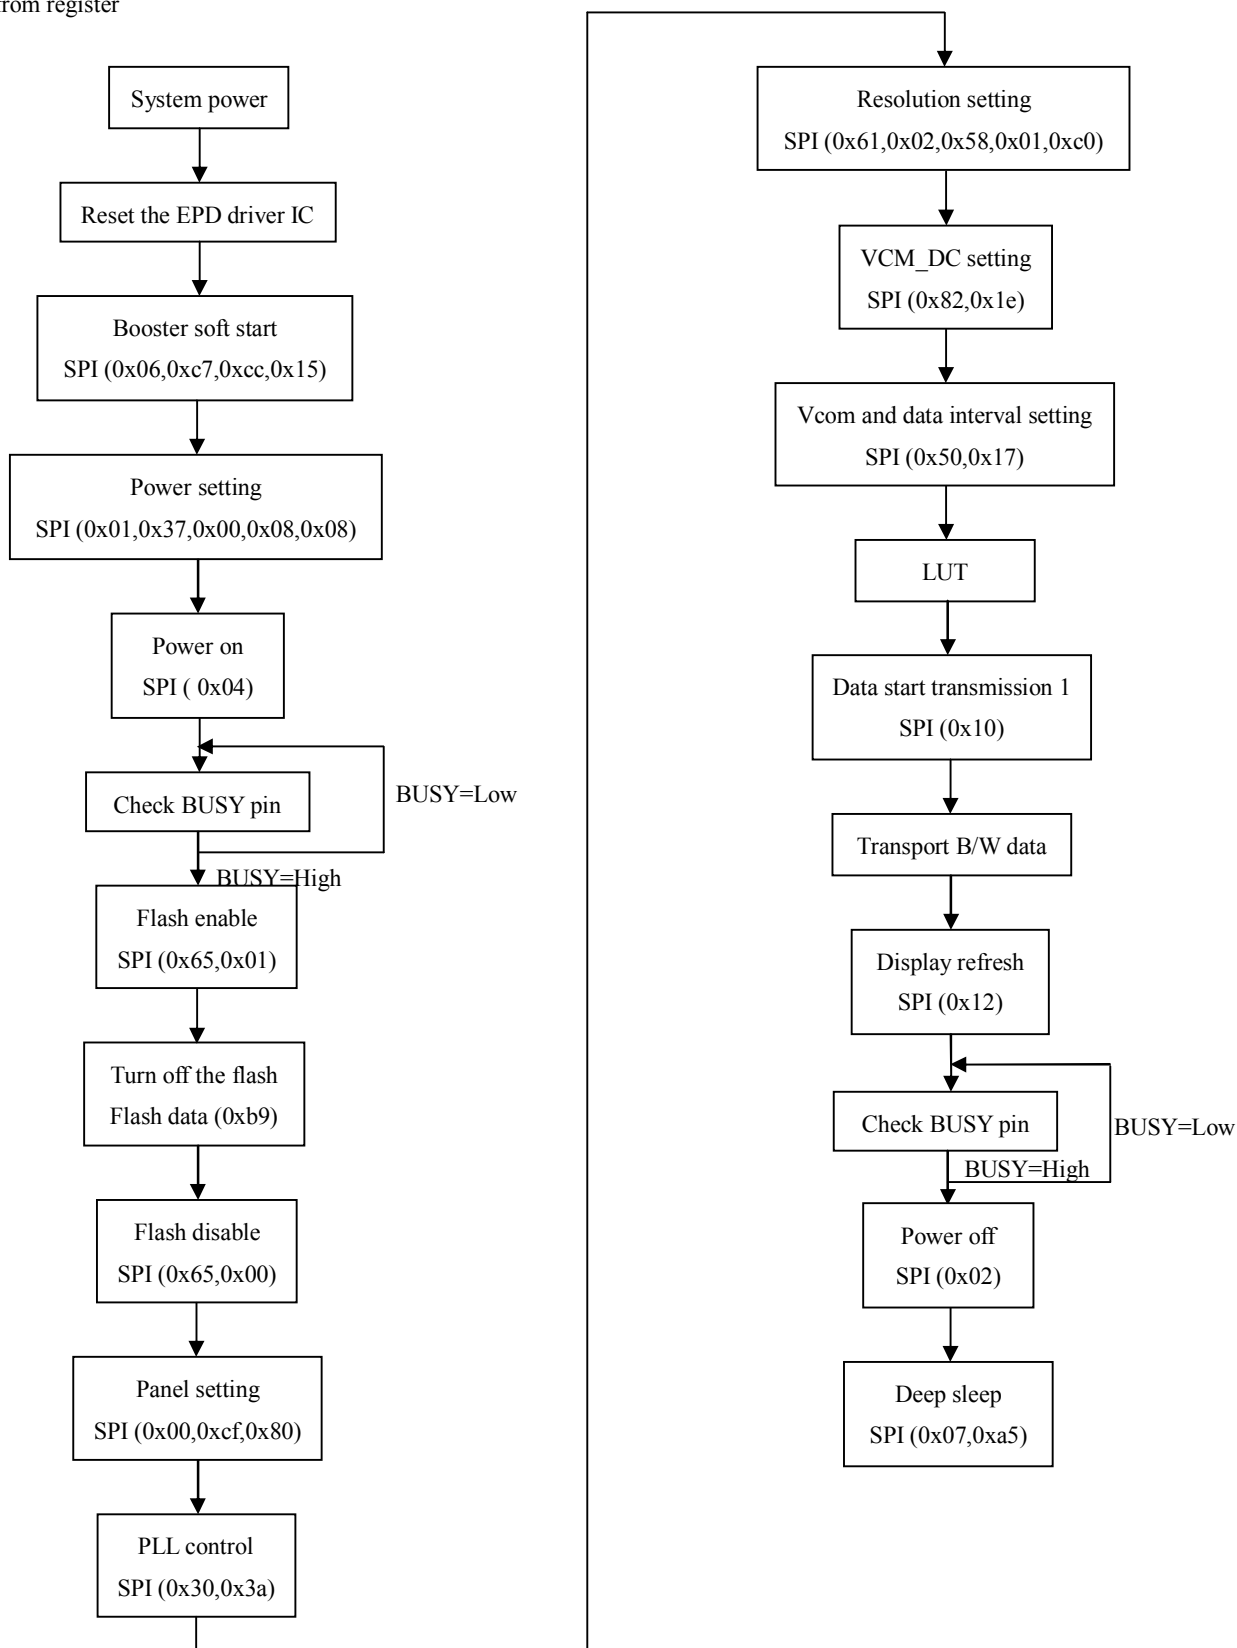 from register
System power
Reset the EPD driver IC
Booster soft start
SPI (0x06,0xc7,0xcc,0x15)
Power setting
SPI (0x01,0x37,0x00,0x08,0x08)
Power on
SPI ( 0x04)
Check BUSY pin
BUSY=Low
BUSY=High
Flash enable
SPI (0x65,0x01)
Turn off the flash
Flash data (0xb9)
Flash disable
SPI (0x65,0x00)
Panel setting
SPI (0x00,0xcf,0x80)
PLL control
SPI (0x30,0x3a)
Resolution setting
SPI (0x61,0x02,0x58,0x01,0xc0)
VCM_DC setting
SPI (0x82,0x1e)
Vcom and data interval setting
SPI (0x50,0x17)
LUT
Data start transmission 1
SPI (0x10)
Transport B/W data
Display refresh
SPI (0x12)
Check BUSY pin
BUSY=Low
BUSY=High
Power off
SPI (0x02)
Deep sleep
SPI (0x07,0xa5)